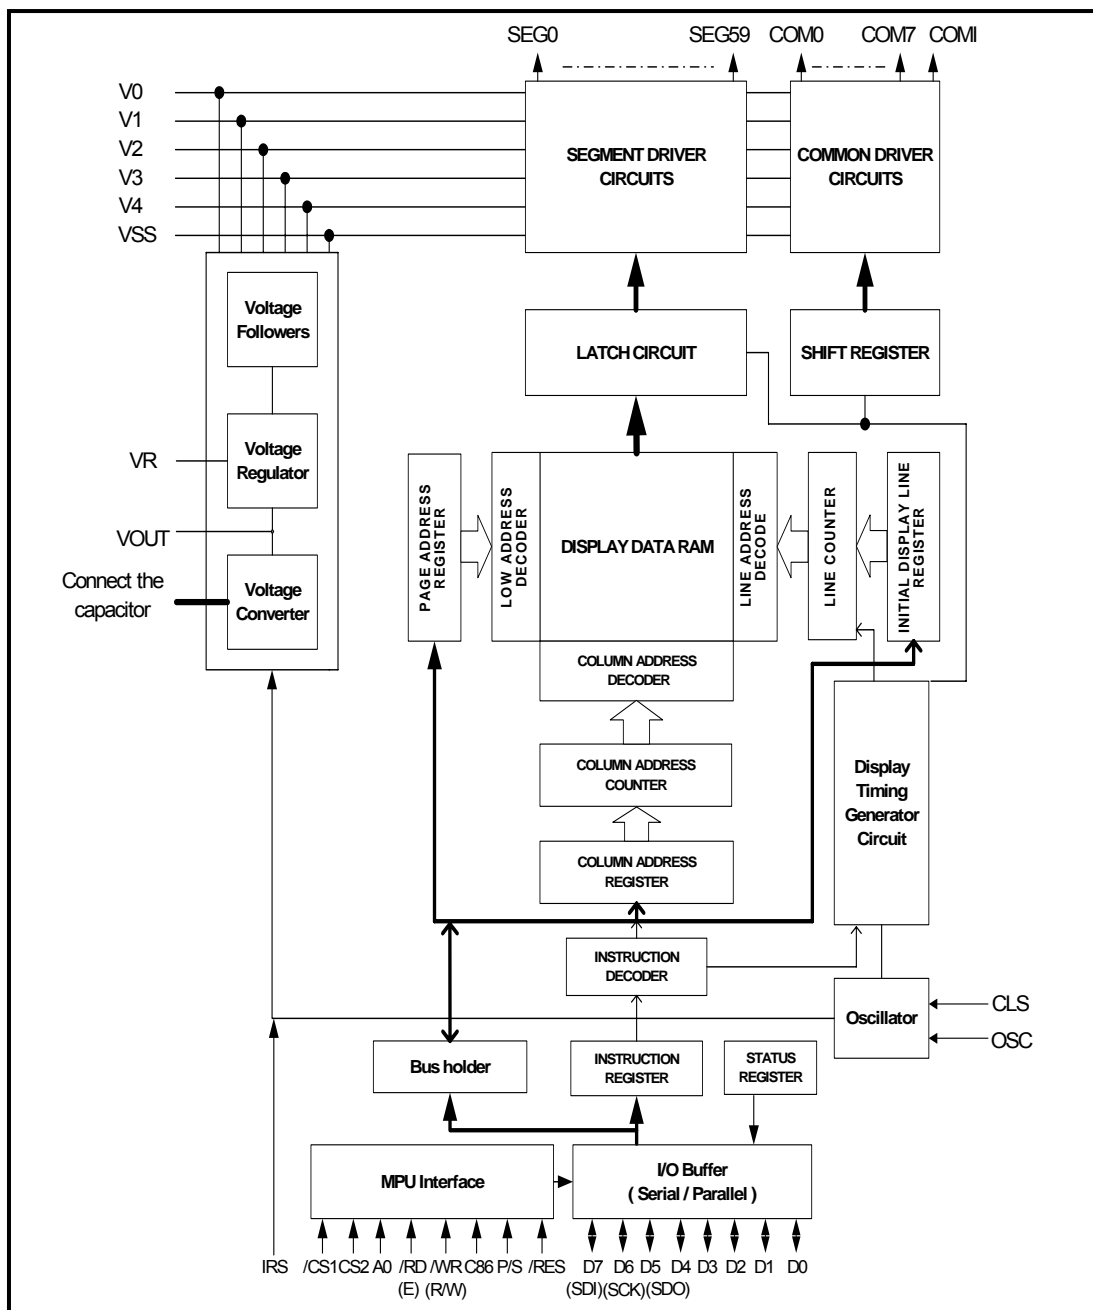 SEG0 SEG59 COM0 COM7 COMI
V0
V1
V2
V3
V4
VSS
SEGMENT DRIVER
CIRCUITS
COMMON DRIVER
CIRCUITS
Voltage
Followers
LATCH CIRCUIT
SHIFT REGISTER
VR
Voltage
Regulator
VOUT
Connect the
capacitor
Voltage
Converter
PAGE ADDRESS
REGISTER
LOW ADDRESS
DECODER
DISPLAY DATA RAM
LINE ADDRESS
DECODE
LINE COUNTER
INITIAL DISPLAY LINE
REGISTER
COLUMN ADDRESS
DECODER
COLUMN ADDRESS
COUNTER
Display
Timing
Generator
Circuit
COLUMN ADDRESS
REGISTER
INSTRUCTION
DECODER
Oscillator
CLS
OSC
Bus holder
INSTRUCTION
REGISTER
STATUS
REGISTER
MPU Interface
I/O Buffer
( Serial / Parallel )
IRS /CS1 CS2 A0 /RD /WR C86 P/S /RES D7 D6 D5 D4 D3 D2 D1 D0
(E) (R/W) (SDI) (SCK) (SDO)